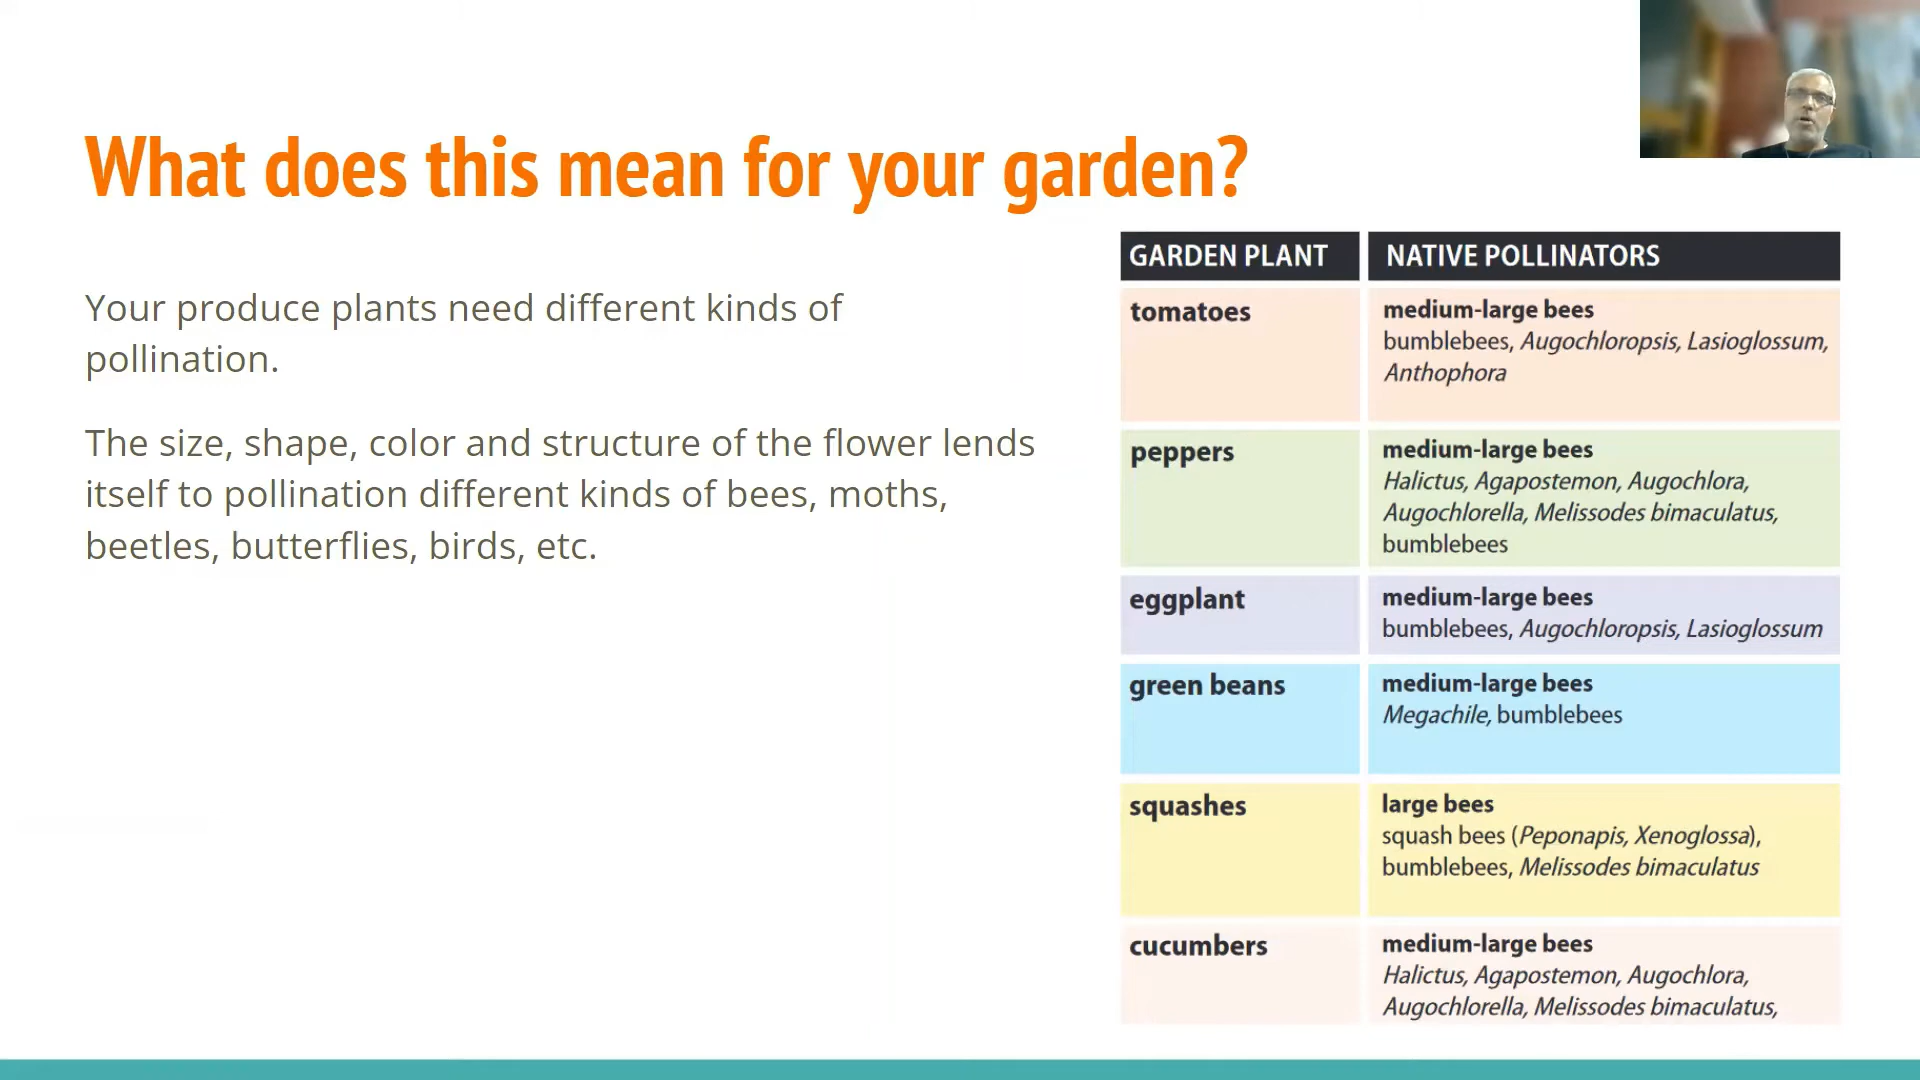 What does this mean for your garden?
Your produce plants need different kinds of
pollination.
The size, shape, color and structure of the flower lends
itself to pollination different kinds of bees, moths,
beetles, butterflies, birds, etc.
GARDEN PLANT NATIVE POLLINATORS
tomatoes
medium-large bees
bumblebees, Augochloropsis, Lasioglossum,
Anthophora
peppers
medium-large bees
Halictus, Agapostemon, Augochlora,
Augochlorella, Melissodes bimaculatus,
bumblebees
eggplant
medium-large bees
bumblebees, Augochloropsis, Lasioglossum
green beans
medium-large bees
Megachile, bumblebees
squashes
large bees
squash bees (Peponapis, Xenoglossa),
bumblebees, Melissodes bimaculatus
cucumbers
medium-large bees
Halictus, Agapostemon, Augochlora,
Augochlorella, Melissodes bimaculatus,